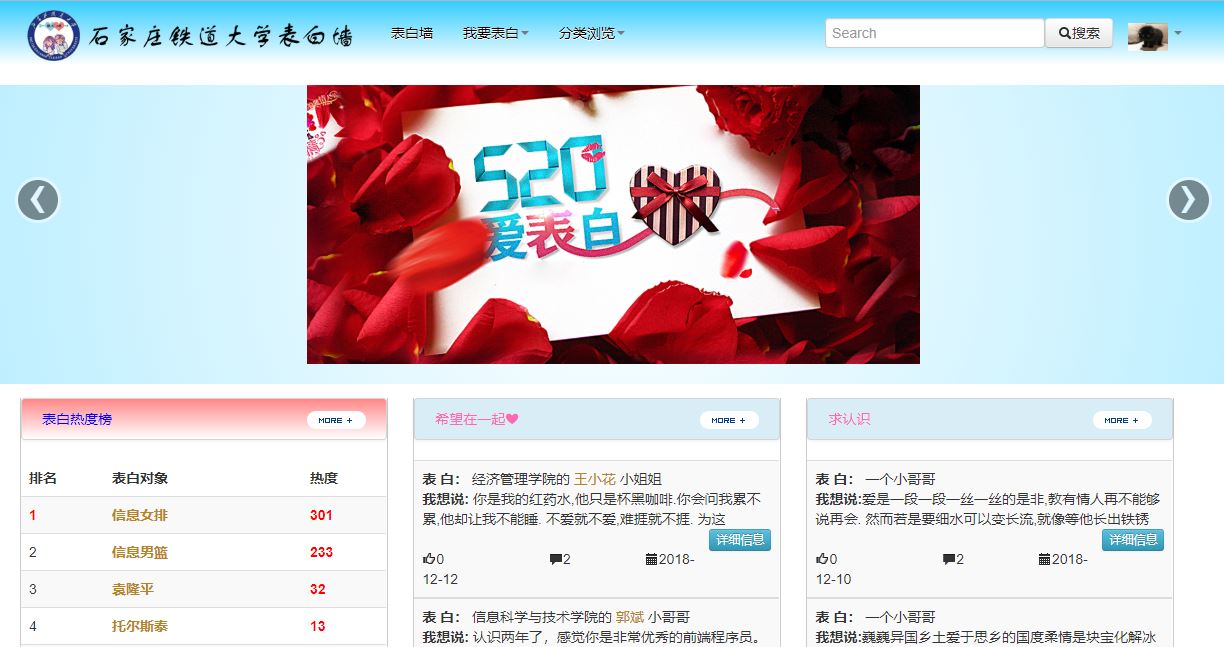 石家庄铁道大学表白墙
表白墙
我要表白
分类浏览
Search
搜索
520
爱表白
表白热度榜
MORE +
排名 表白对象 热度
1 信息女排 301
2 信息男篮 233
3 袁隆平 32
4 托尔斯泰 13
希望在一起
MORE +
表 白： 经济管理学院的 王小花 小姐姐
我想说: 你是我的红药水,他只是杯黑咖啡.你会问我累不
累,他却让我不能睡. 不爱就不爱,难捱就不捱. 为这
详细信息
0 2 2018-
12-12
表 白： 信息科学与技术学院的 郭斌 小哥哥
我想说: 认识两年了，感觉你是非常优秀的前端程序员。
求认识
MORE +
表 白： 一个小哥哥
我想说:爱是一段一段一丝一丝的是非,教有情人再不能够
说再会. 然而若是要细水可以变长流,就像等他长出铁锈
详细信息
0 2 2018-
12-10
表 白： 一个小哥哥
我想说:巍巍异国乡土爱于思乡的国度柔情是块宝化解冰